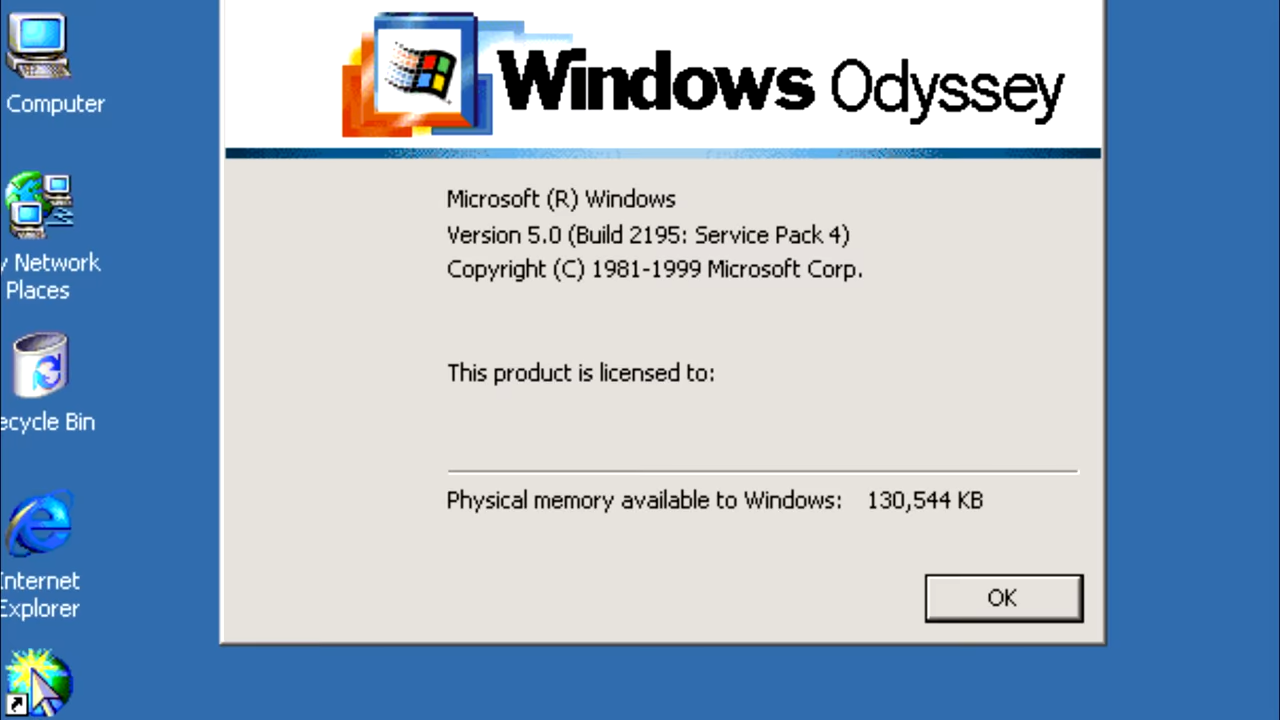 Computer
y Network
Places
ecycle Bin
Internet
Explorer
Windows Odyssey
Microsoft (R) Windows
Version 5.0 (Build 2195: Service Pack 4)
Copyright (C) 1981-1999 Microsoft Corp.
This product is licensed to:
Physical memory available to Windows: 130,544 KB
OK